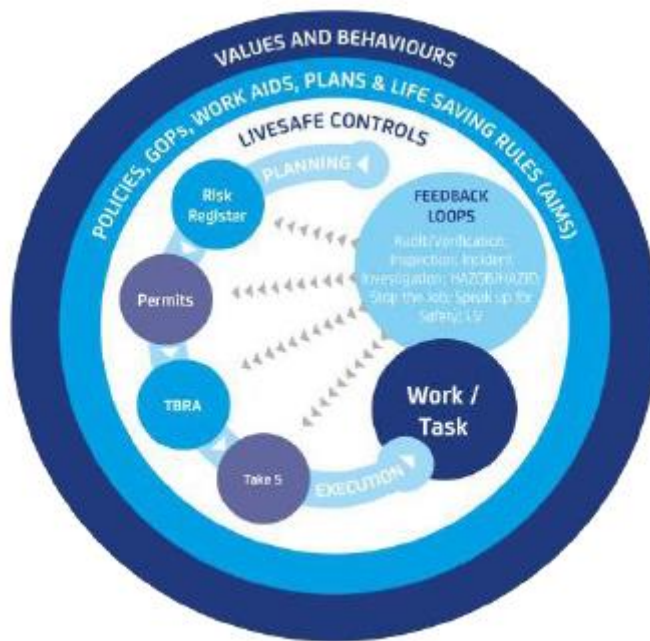 VALUES AND BEHAVIOURS
POLICIES, GOPs, WORK AIDS, PLANS & LIFE SAVING RULES (AIMS)
LIVESAFE CONTROLS
PLANNING
Risk
Register
FEEDBACK
LOOPS
Audit/Verification;
Inspection; Incident
Investigation; HAZOB/HAZID;
Stop the Job; Speak up for
Safety;
Permits
TBRA
Work /
Task
Take 5
EXECUTION